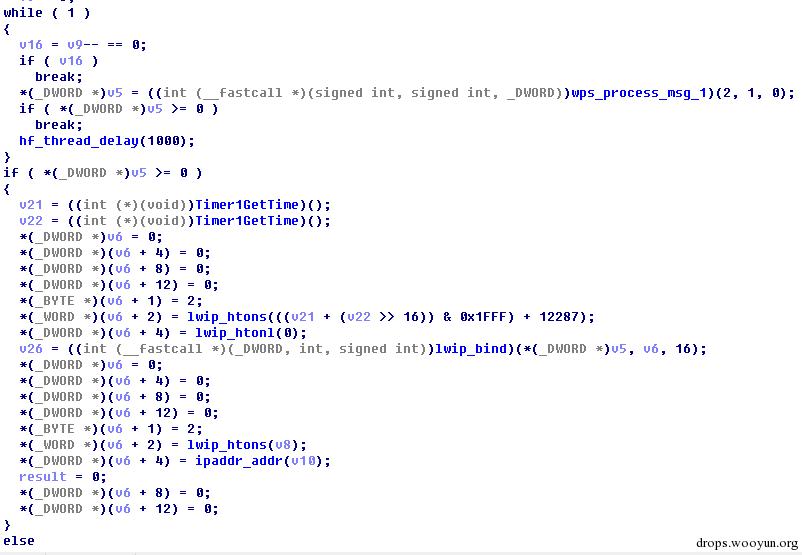 while ( 1 )
{
v16 = v9-- == 0;
if ( v16 )
break;
*(_DWORD *)v5 = ((int (__fastcall *)(signed int, signed int, _DWORD))wps_process_msg_1)(2, 1, 0);
if ( *(_DWORD *)v5 >= 0 )
break;
hf_thread_delay(1000);
}
if ( *(_DWORD *)v5 >= 0 )
{
v21 = ((int (*)(void))Timer1GetTime)();
v22 = ((int (*)(void))Timer1GetTime)();
*(_DWORD *)v6 = 0;
*(_DWORD *)(v6 + 4) = 0;
*(_DWORD *)(v6 + 8) = 0;
*(_DWORD *)(v6 + 12) = 0;
*(_BYTE *)(v6 + 1) = 2;
*(_WORD *)(v6 + 2) = lwip_htons(((v21 + (v22 >> 16)) & 0x1FFF) + 12287);
*(_DWORD *)(v6 + 4) = lwip_htonl(0);
v26 = ((int (__fastcall *)(_DWORD, int, signed int))lwip_bind)(*(_DWORD *)v5, v6, 16);
*(_DWORD *)v6 = 0;
*(_DWORD *)(v6 + 4) = 0;
*(_DWORD *)(v6 + 8) = 0;
*(_DWORD *)(v6 + 12) = 0;
*(_BYTE *)(v6 + 1) = 2;
*(_WORD *)(v6 + 2) = lwip_htons(v8);
*(_DWORD *)(v6 + 4) = ipaddr_addr(v10);
result = 0;
*(_DWORD *)(v6 + 8) = 0;
*(_DWORD *)(v6 + 12) = 0;
}
else
drops.wooyun.org